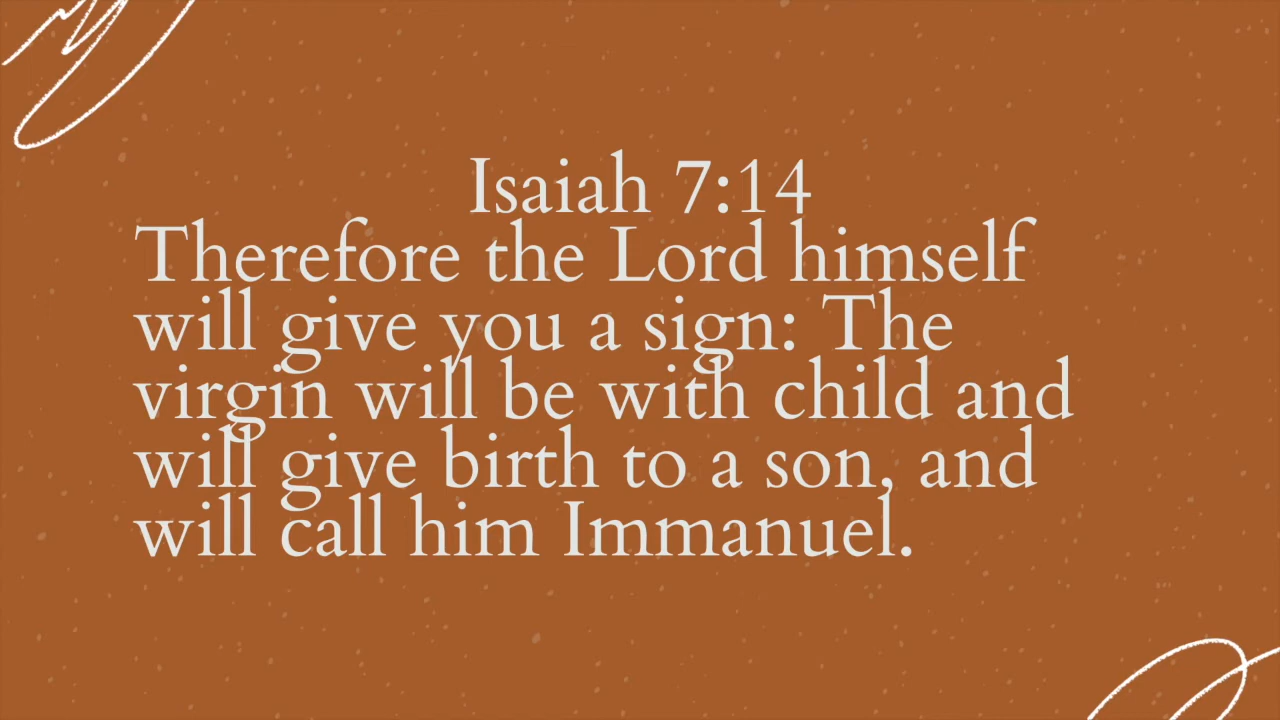 Isaiah 7:14
Therefore the Lord himself
will give you a sign: The
virgin will be with child and
will give birth to a son, and
will call him Immanuel.